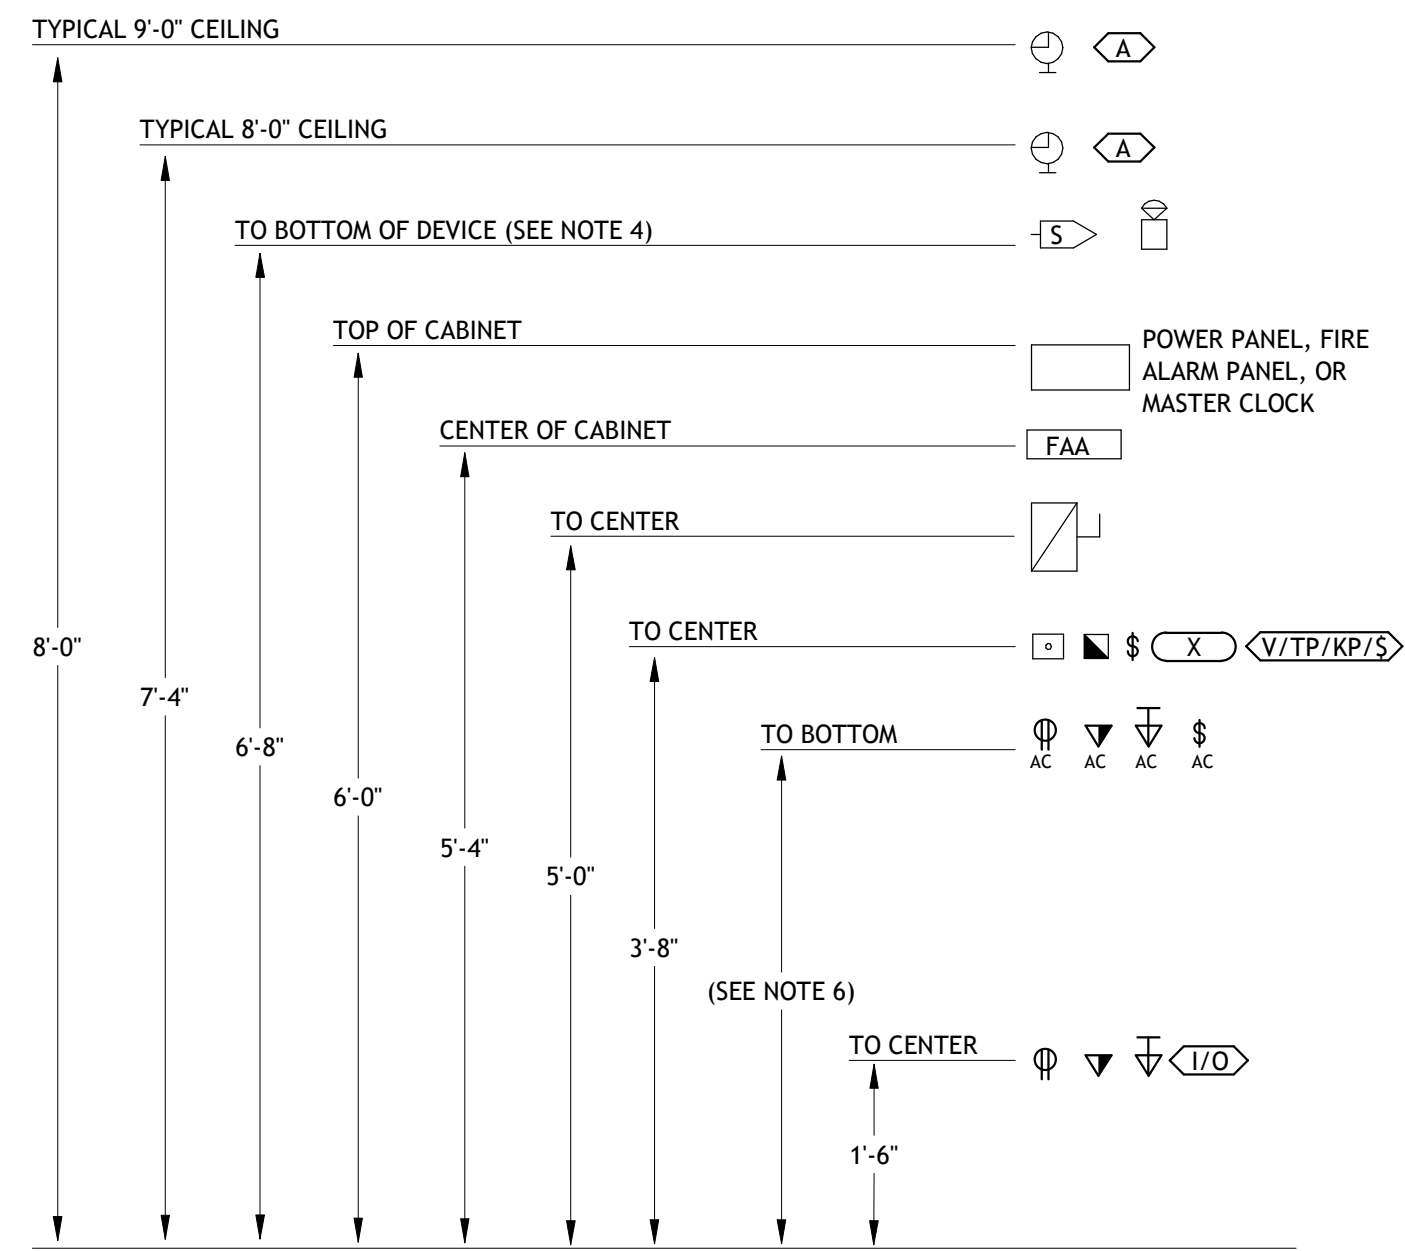 TYPICAL 9'-0" CEILING
A
TYPICAL 8'-0" CEILING
A
TO BOTTOM OF DEVICE (SEE NOTE 4)
S
TOP OF CABINET
POWER PANEL, FIRE
ALARM PANEL, OR
MASTER CLOCK
CENTER OF CABINET
FAA
TO CENTER
TO CENTER
$ X V/TP/KP/$
8'-0"
7'-4"
TO BOTTOM
$
AC AC AC AC
6'-8"
6'-0"
5'-4"
5'-0"
3'-8"
(SEE NOTE 6)
TO CENTER
I/O
1'-6"